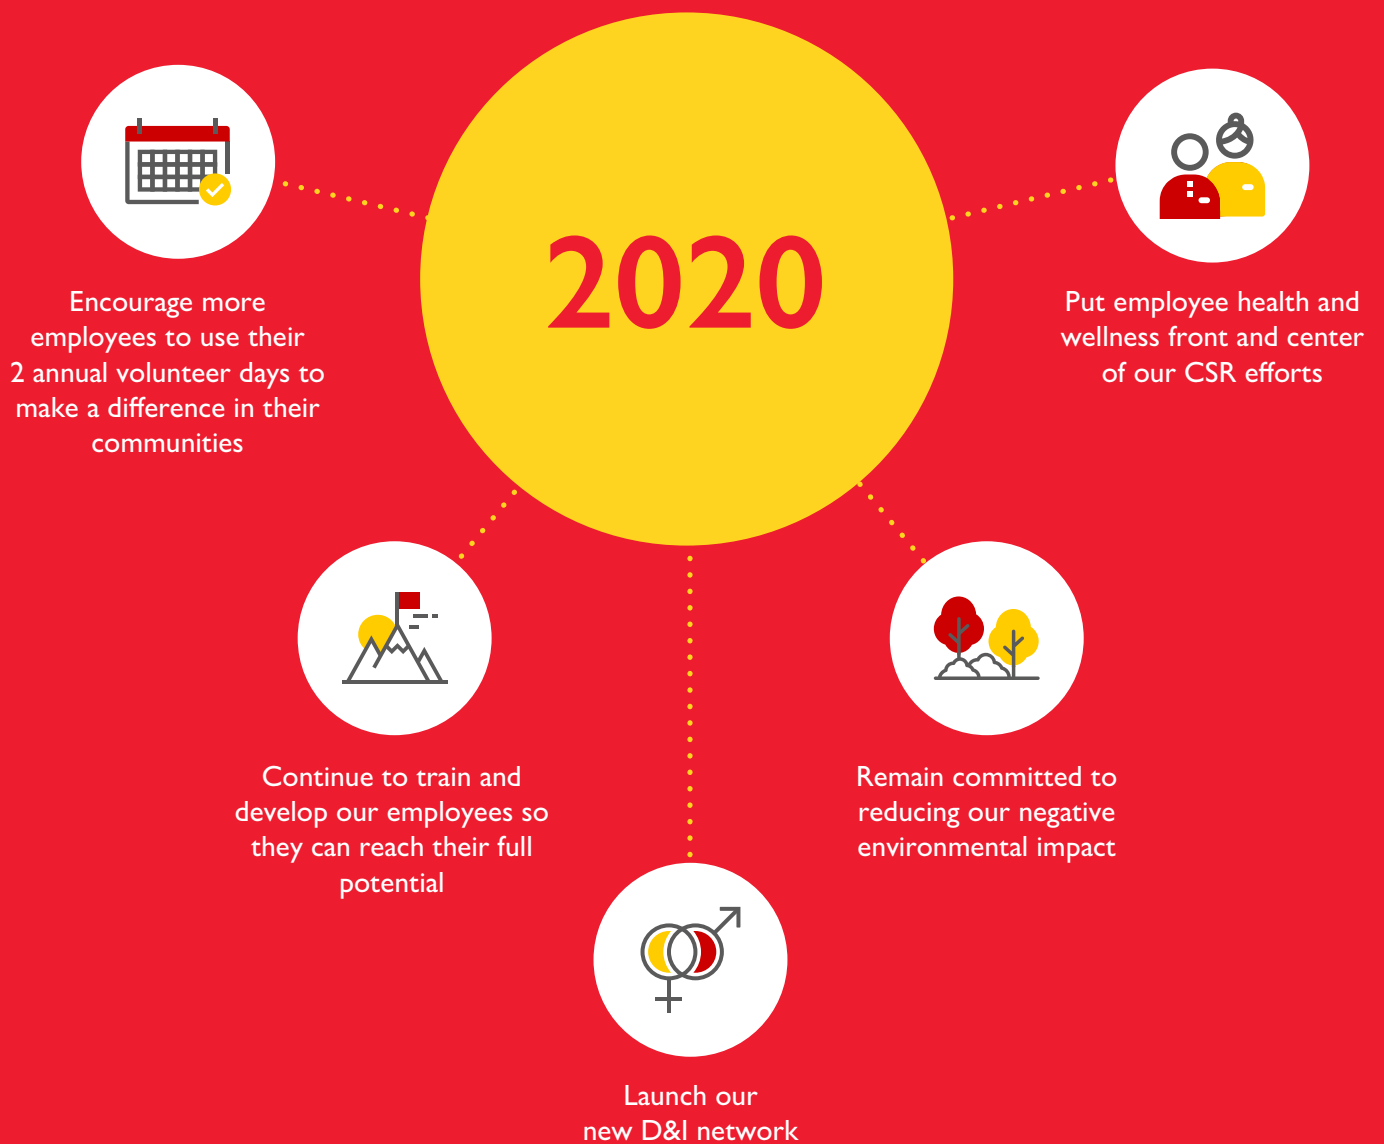 2020
Encourage more
employees to use their
2 annual volunteer days to
make a difference in their
communities
Put employee health and
wellness front and center
of our CSR efforts
Continue to train and
develop our employees so
they can reach their full
potential
Remain committed to
reducing our negative
environmental impact
Launch our
new D&I network